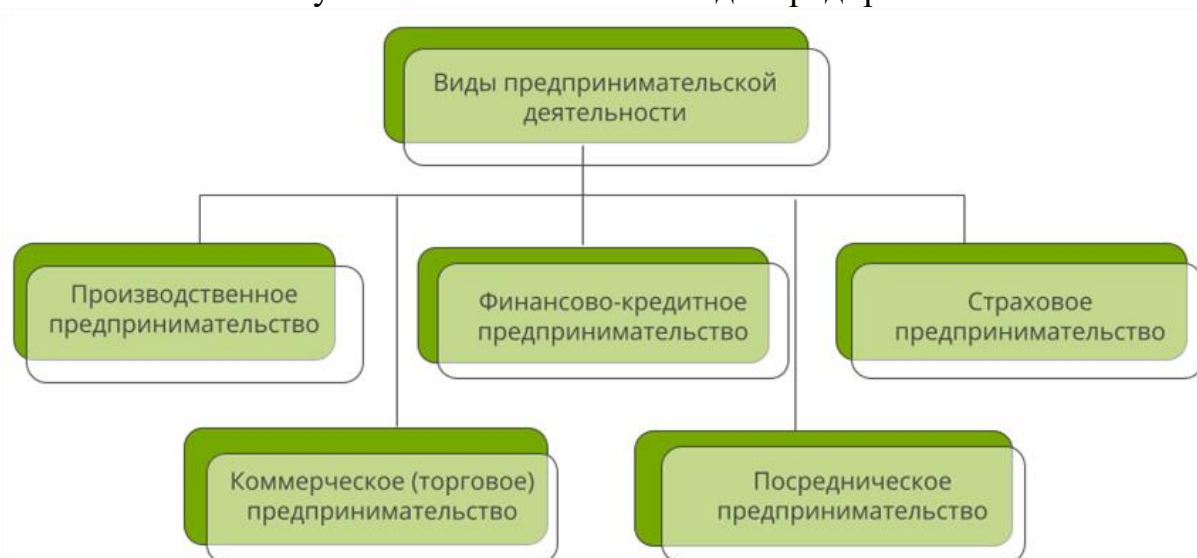 Виды предпринимательской
деятельности
Производственное
предпринимательство
Финансово-кредитное
предпринимательство
Страховое
предпринимательство
Коммерческое (торговое)
предпринимательство
Посредническое
предпринимательство